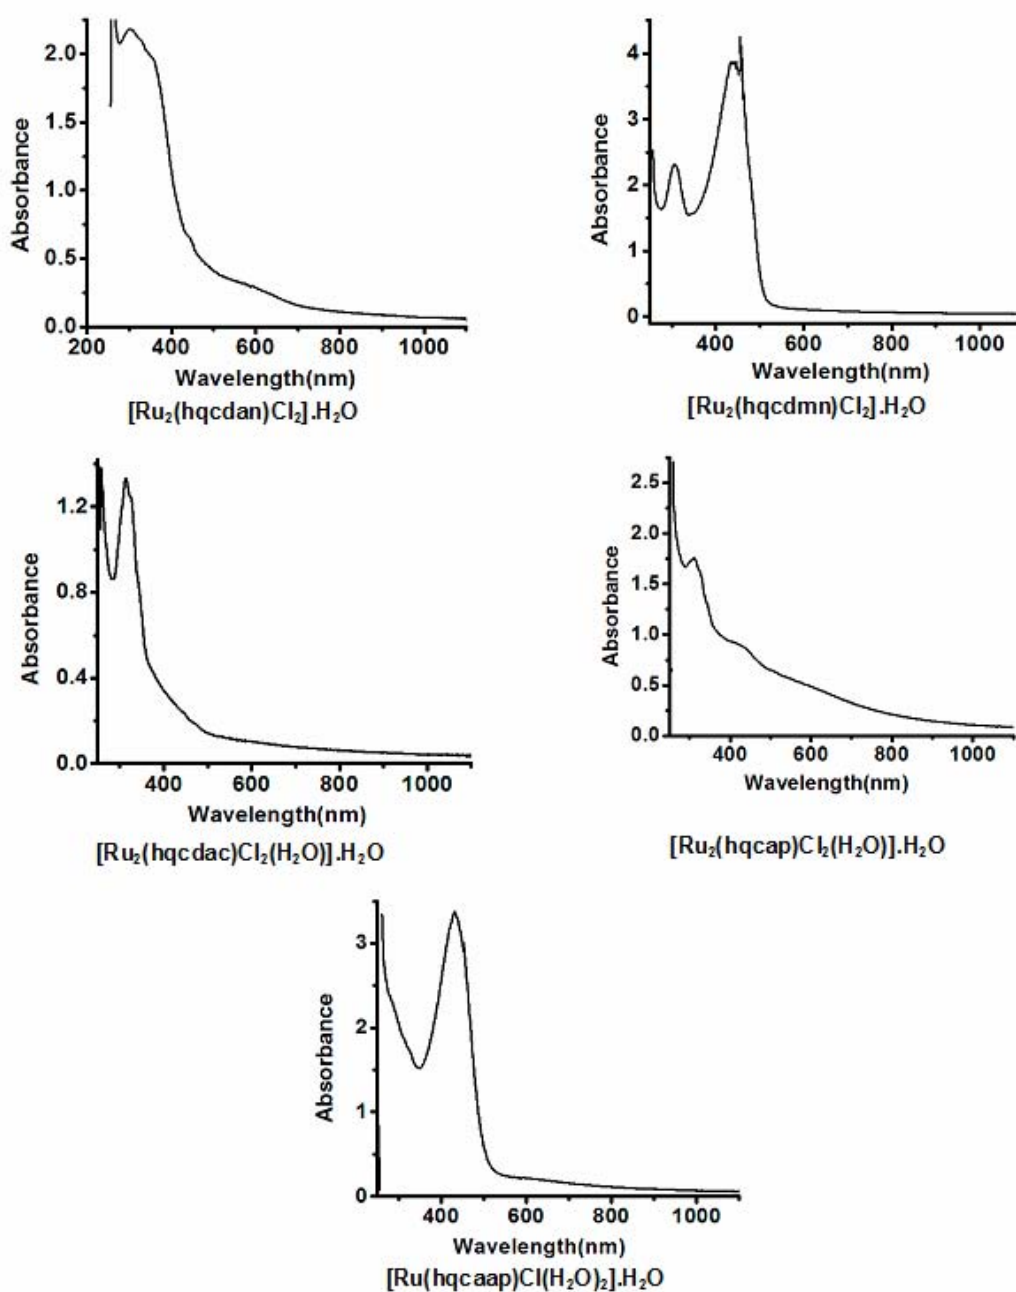 2.0
1.5
1.0
0.5
0.0
Absorbance
200 400 600 800 1000
Wavelength(nm)
[Ru₂(hqcdan)Cl₂].H₂O
4
3
2
1
0
Absorbance
400 600 800 1000
Wavelength(nm)
[Ru₂(hqcdmn)Cl₂].H₂O
1.2
0.8
0.4
0.0
Absorbance
400 600 800 1000
Wavelength(nm)
[Ru₂(hqcdac)Cl₂(H₂O)].H₂O
2.5
2.0
1.5
1.0
0.5
0.0
Absorbance
400 600 800 1000
Wavelength(nm)
[Ru₂(hqcap)Cl₂(H₂O)].H₂O
3
2
1
0
Absorbance
400 600 800 1000
Wavelength(nm)
[Ru(hqcaap)Cl(H₂O)₂].H₂O